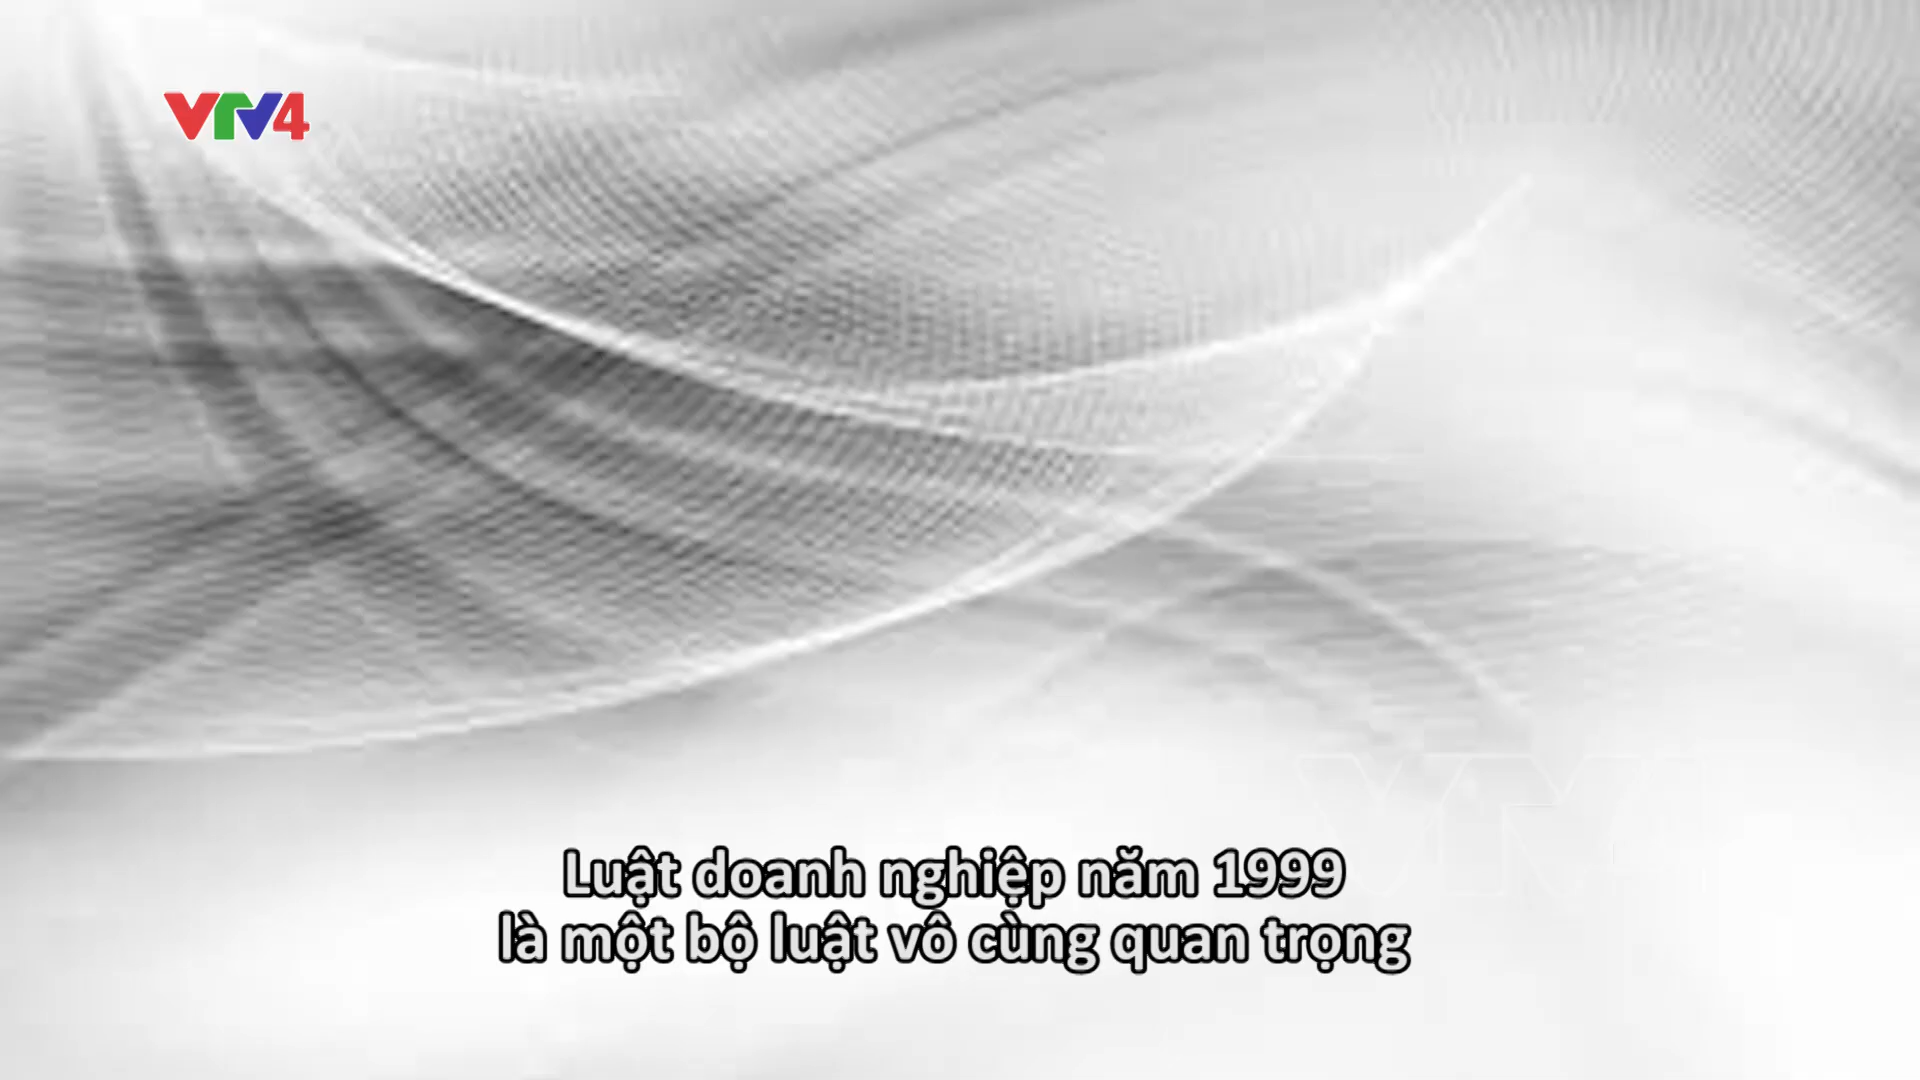 VTV4
Luật doanh nghiệp năm 1999
là một bộ luật vô cùng quan trọng